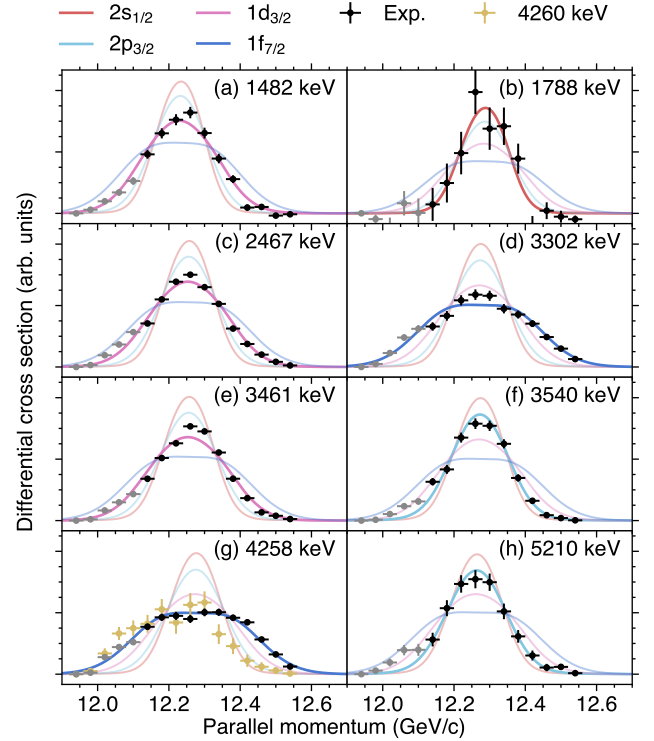 2s1/2 1d3/2 Exp. 4260 keV
2p3/2 1f7/2
(a) 1482 keV
(b) 1788 keV
(c) 2467 keV
(d) 3302 keV
(e) 3461 keV
(f) 3540 keV
(g) 4258 keV
(h) 5210 keV
Differential cross section (arb. units)
12.0 12.2 12.4 12.6 12.0 12.2 12.4 12.6
Parallel momentum (GeV/c)